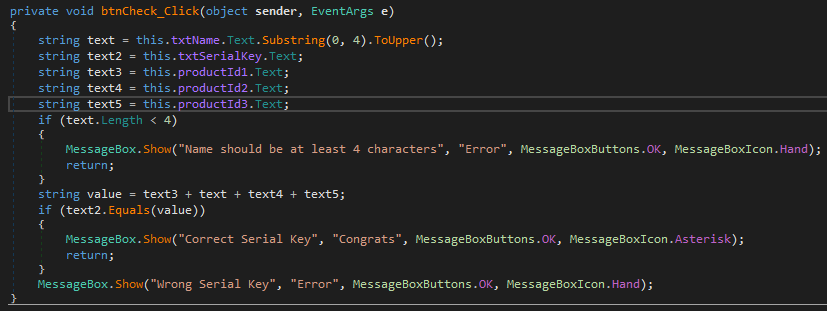 private void btnCheck_Click(object sender, EventArgs e)
{
string text = this.txtName.Text.Substring(0, 4).ToUpper();
string text2 = this.txtSerialKey.Text;
string text3 = this.productId1.Text;
string text4 = this.productId2.Text;
string text5 = this.productId3.Text;
if (text.Length < 4)
{
MessageBox.Show("Name should be at least 4 characters", "Error", MessageBoxButtons.OK, MessageBoxIcon.Hand);
return;
}
string value = text3 + text + text4 + text5;
if (text2.Equals(value))
{
MessageBox.Show("Correct Serial Key", "Congrats", MessageBoxButtons.OK, MessageBoxIcon.Asterisk);
return;
}
MessageBox.Show("Wrong Serial Key", "Error", MessageBoxButtons.OK, MessageBoxIcon.Hand);
}